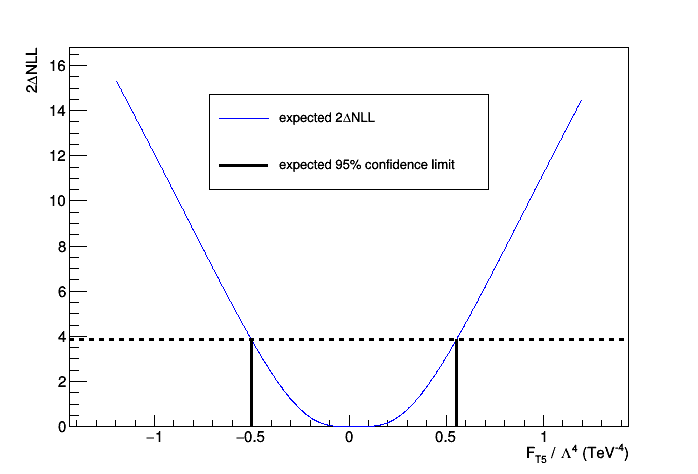 2ΔNLL
16
14
12
10
8
6
4
2
0
expected 2ΔNLL
expected 95% confidence limit
−1 −0.5 0 0.5 1
F_T5 / Λ^4 (TeV^-4)